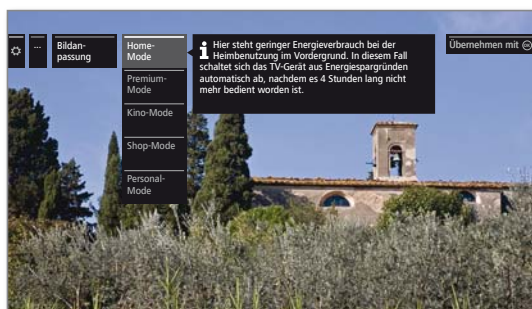 ...
Bildan-
passung
Home-
Mode
Premium-
Mode
Kino-Mode
Shop-Mode
Personal-
Mode
i Hier steht geringer Energieverbrauch bei der
Heimbenutzung im Vordergrund. In diesem Fall
schaltet sich das TV-Gerät aus Energiespargründen
automatisch ab, nachdem es 4 Stunden lang nicht
mehr bedient worden ist.
Übernehmen mit OK